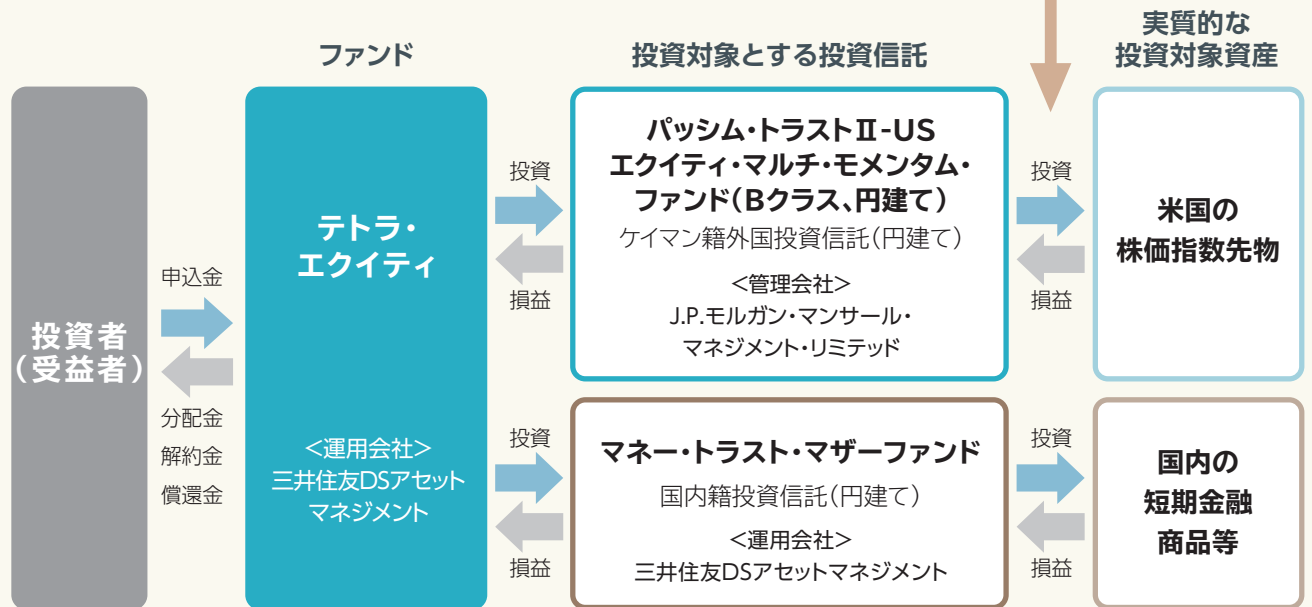 ファンド
投資対象とする投資信託
実質的な
投資対象資産
投資者
（受益者）
申込金
分配金
解約金
償還金
テトラ・
エクイティ
＜運用会社＞
三井住友DSアセット
マネジメント
投資
損益
パッシム・トラストⅡ-US
エクイティ・マルチ・モメンタム・
ファンド（Bクラス、円建て）
ケイマン籍外国投資信託（円建て）
＜管理会社＞
J.P.モルガン・マンサール・
マネジメント・リミテッド
投資
損益
米国の
株価指数先物
投資
損益
マネー・トラスト・マザーファンド
国内籍投資信託（円建て）
＜運用会社＞
三井住友DSアセットマネジメント
投資
損益
国内の
短期金融
商品等